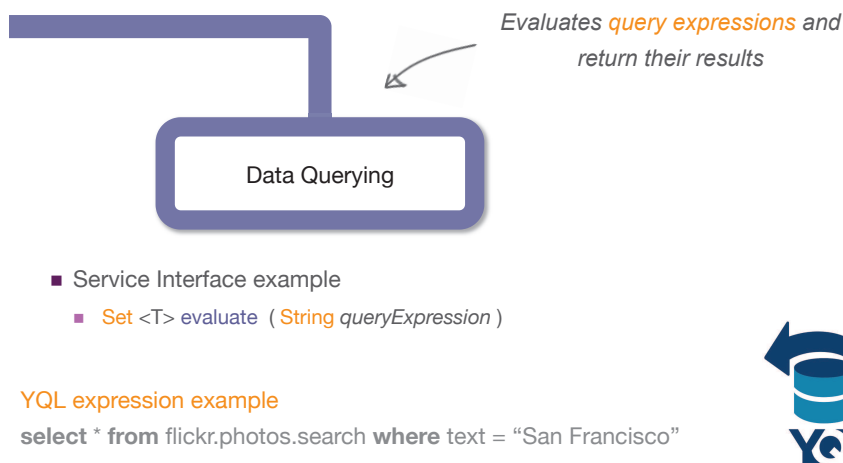 Evaluates query expressions and
return their results
Data Querying
Service Interface example
Set <T> evaluate ( String queryExpression )
YQL expression example
select * from flickr.photos.search where text = “San Francisco”